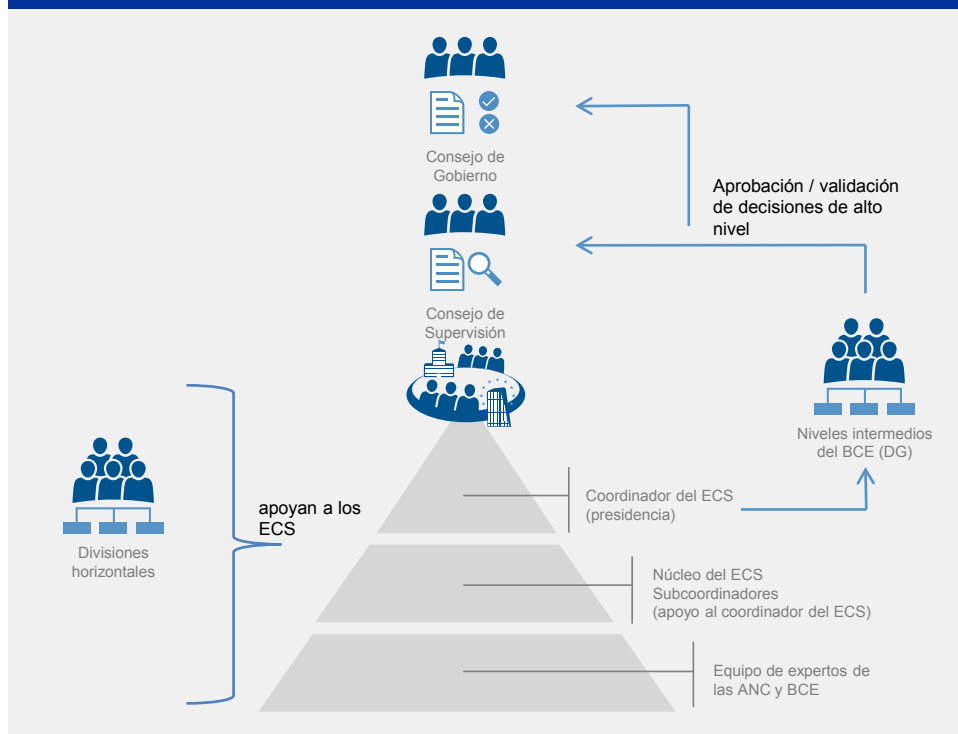 Consejo de
Gobierno
Aprobación / validación
de decisiones de alto
nivel
Consejo de
Supervisión
Niveles intermedios
del BCE (DG)
Divisiones
horizontales
apoyan a los
ECS
Coordinador del ECS
(presidencia)
Núcleo del ECS
Subcoordinadores
(apoyo al coordinador del ECS)
Equipo de expertos de
las ANC y BCE